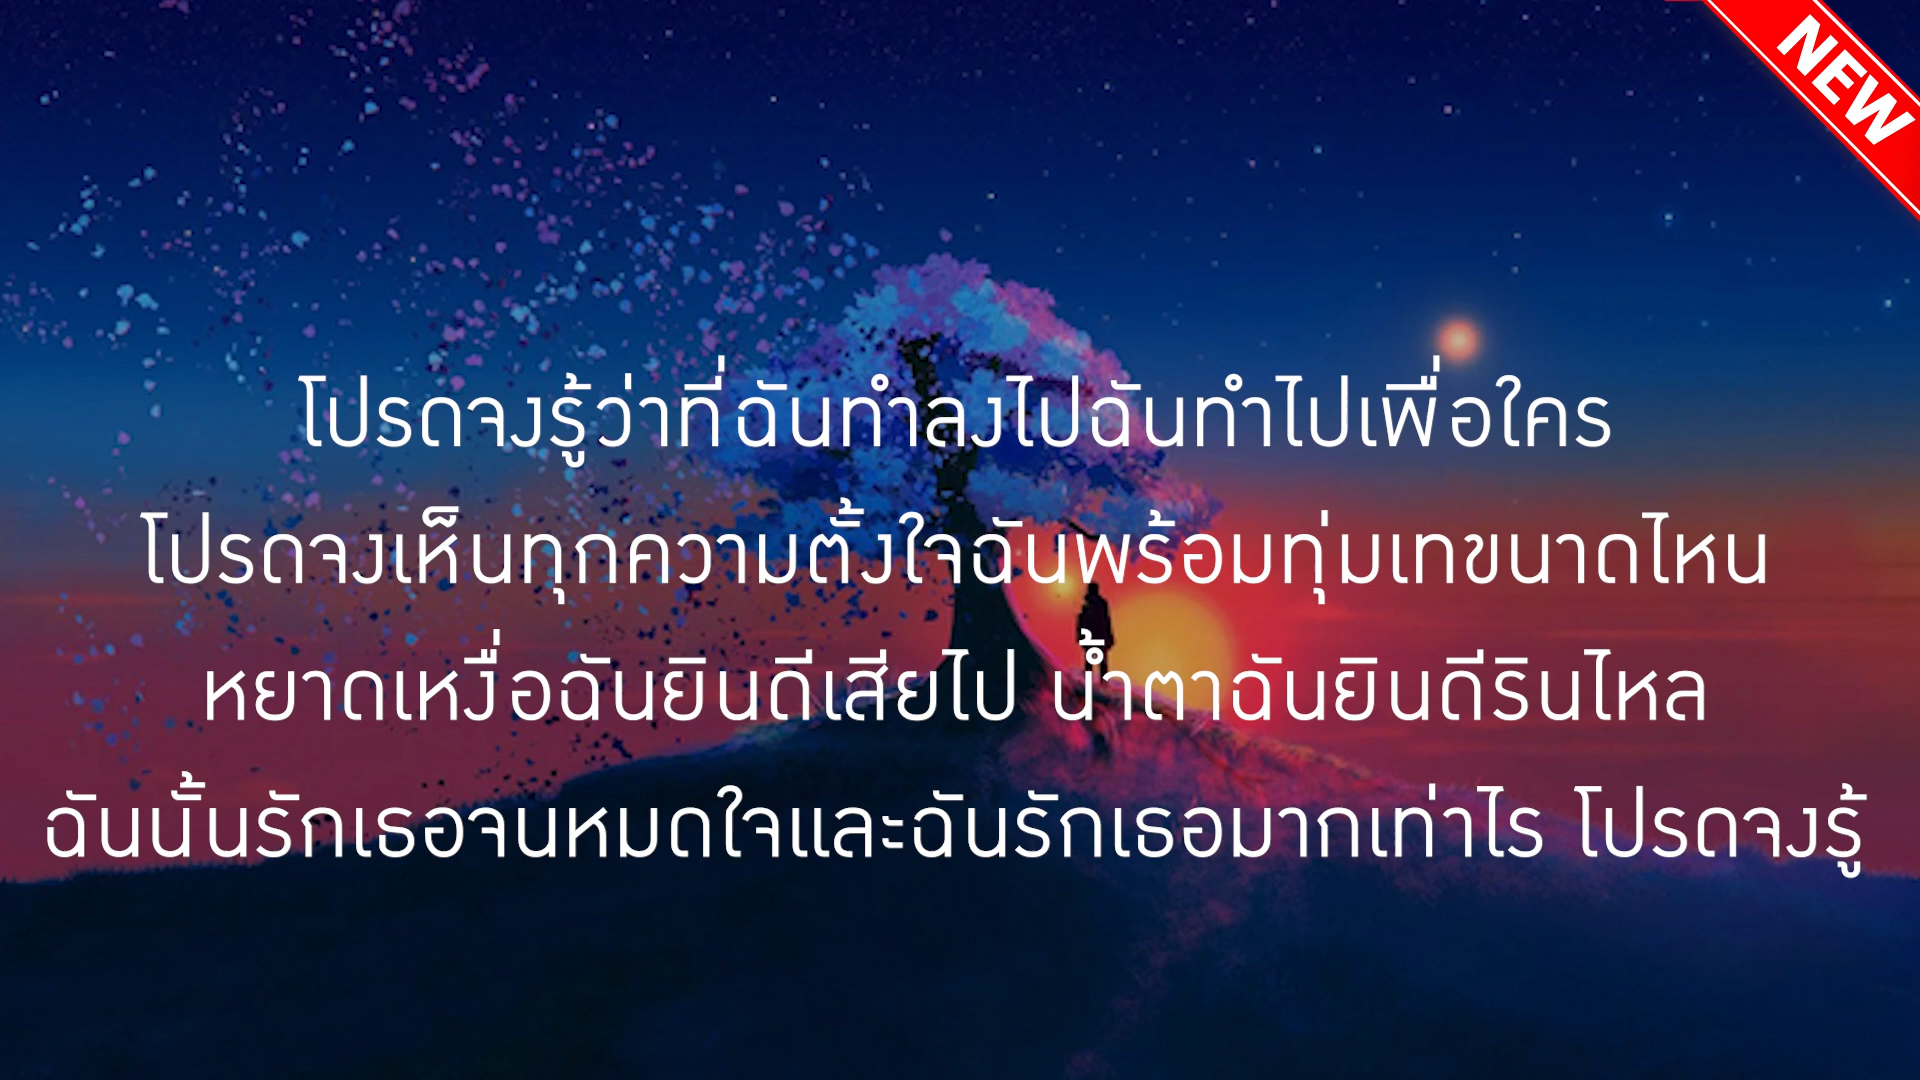 NEW
โปรดจงรู้ว่าที่ฉันทำลงไปฉันทำไปเพื่อใคร
โปรดจงเห็นทุกความตั้งใจฉันพร้อมทุ่มเทขนาดไหน
หยาดเหงื่อฉันยินดีเสียไป น้ำตาฉันยินดีรินไหล
ฉันนั้นรักเธอจนหมดใจและฉันรักเธอมากเท่าไร โปรดจงรู้